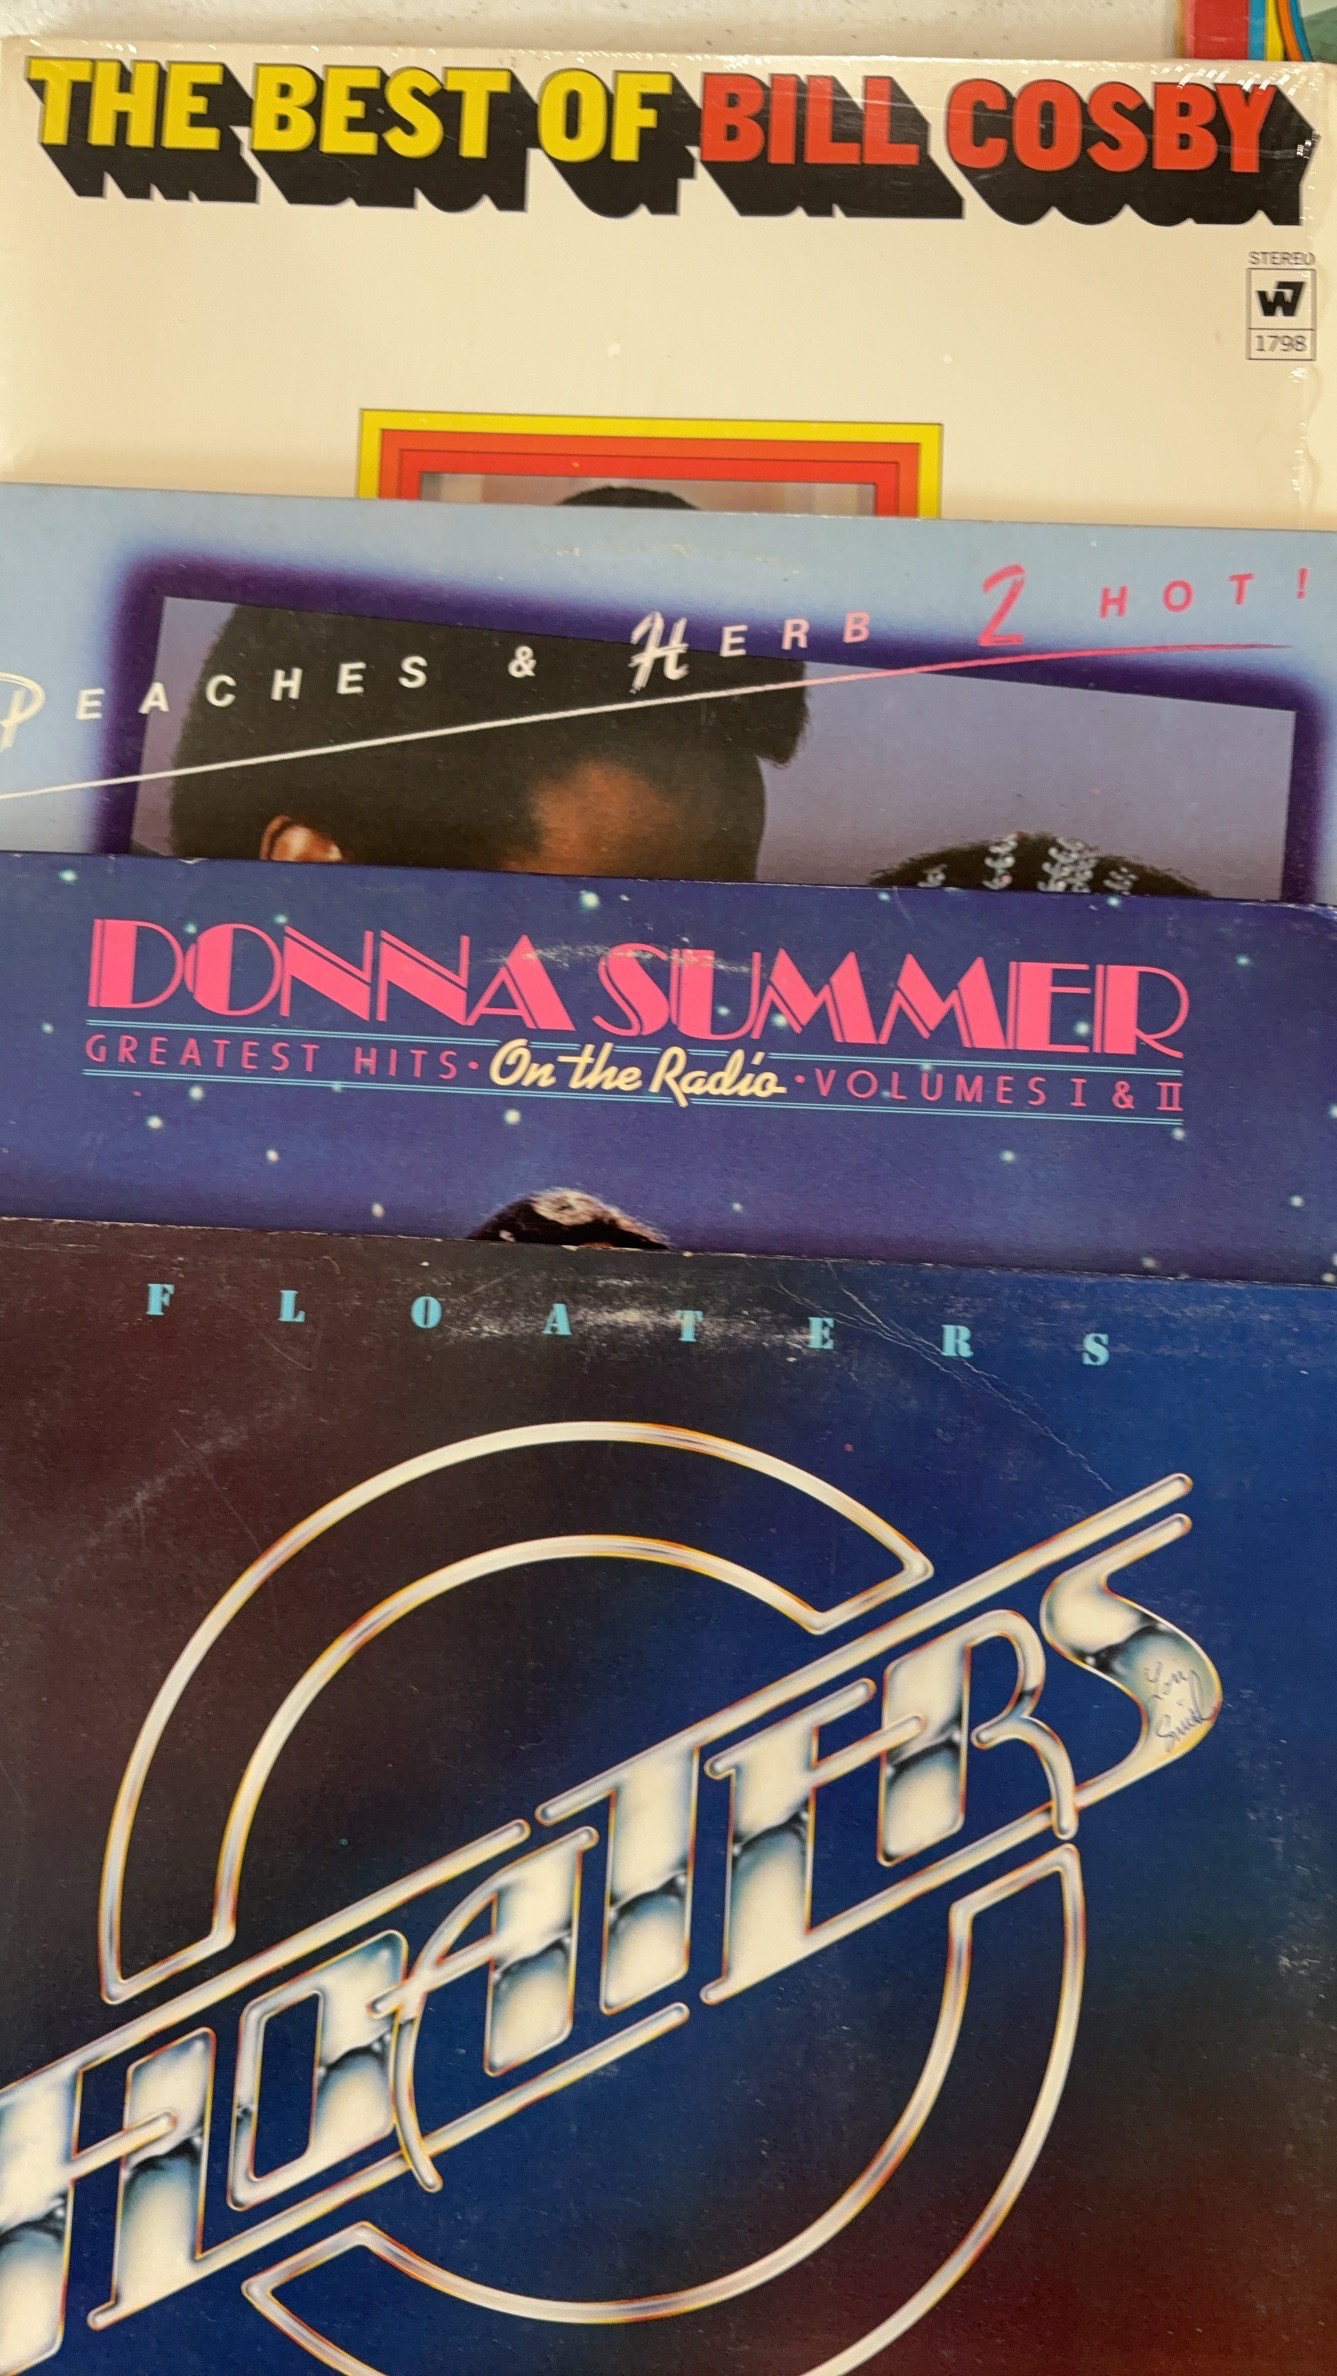 THE BEST OF BILL COSBY
STEREO
W7
1798
PEACHES & HERB 2 HOT!
DONNA SUMMER
GREATEST HITS · On the Radio · VOLUMES I & II
FLOATERS
FLOATERS
Smith